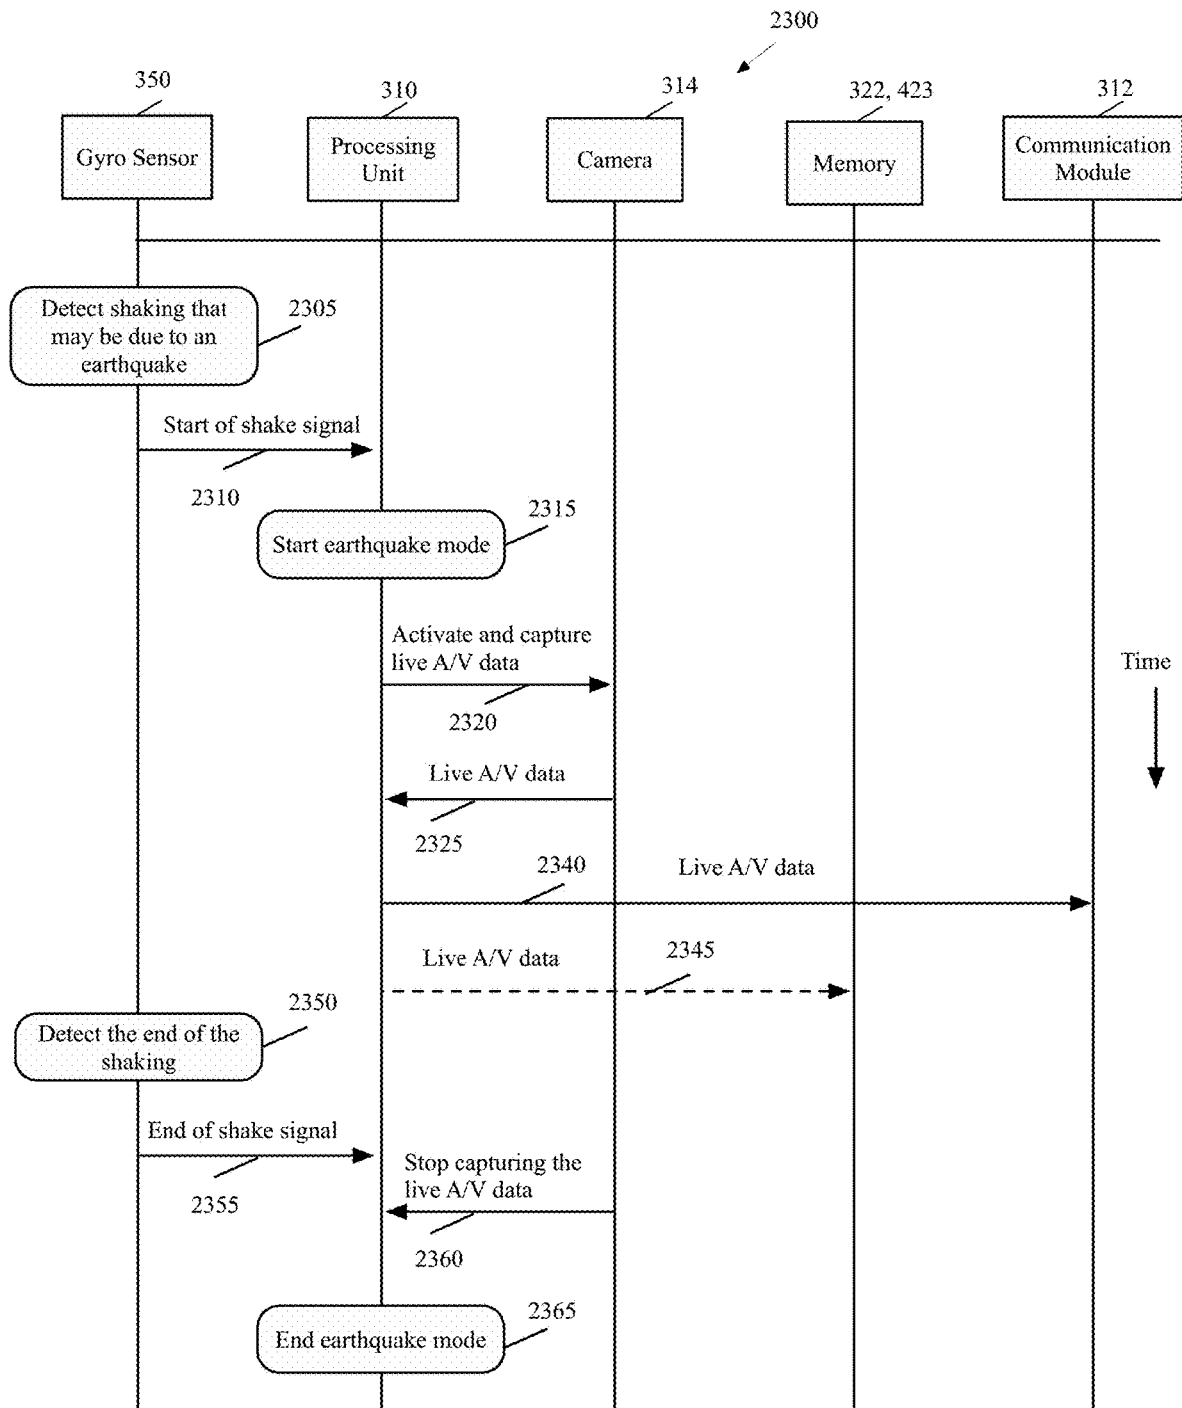 2300
350
310
314
322, 423
312
Gyro Sensor
Processing
Unit
Camera
Memory
Communication
Module
Detect shaking that
may be due to an
earthquake
2305
Start of shake signal
2310
2315
Start earthquake mode
Activate and capture
live A/V data
2320
Time
Live A/V data
2325
2340
Live A/V data
Live A/V data
2345
2350
Detect the end of the
shaking
End of shake signal
2355
Stop capturing the
live A/V data
2360
2365
End earthquake mode